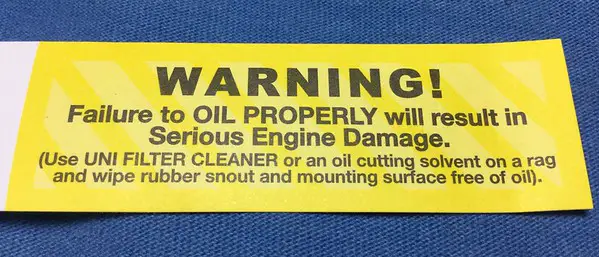 WARNING!
Failure to OIL PROPERLY will result in
Serious Engine Damage.
(Use UNI FILTER CLEANER or an oil cutting solvent on a rag
and wipe rubber snout and mounting surface free of oil).